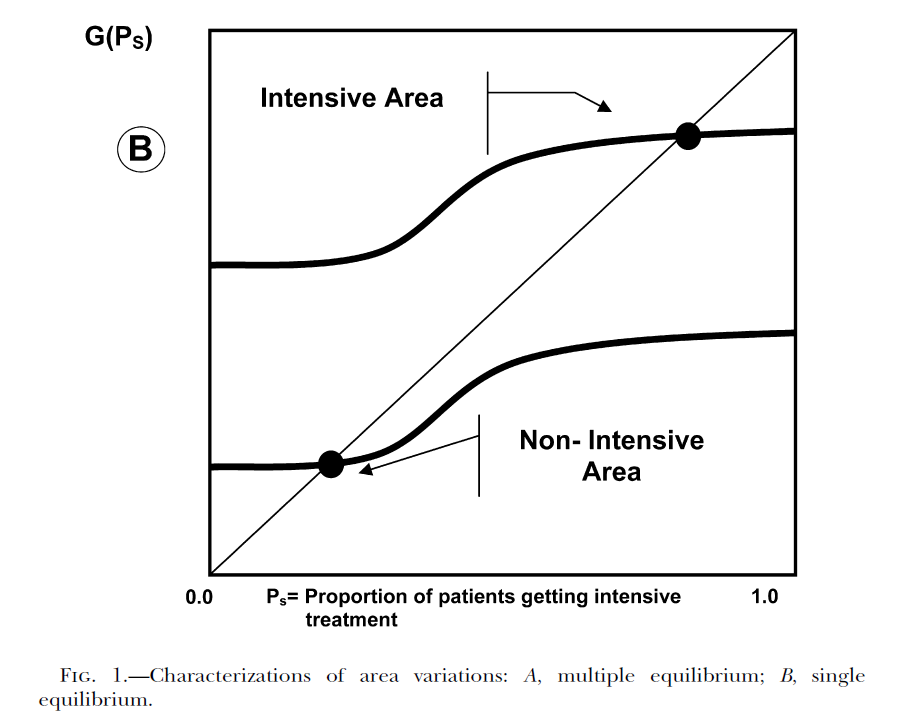 G(PS)
Intensive Area
B
Non- Intensive
Area
0.0
Ps= Proportion of patients getting intensive
treatment
1.0
FIG. 1.—Characterizations of area variations: A, multiple equilibrium; B, single
equilibrium.